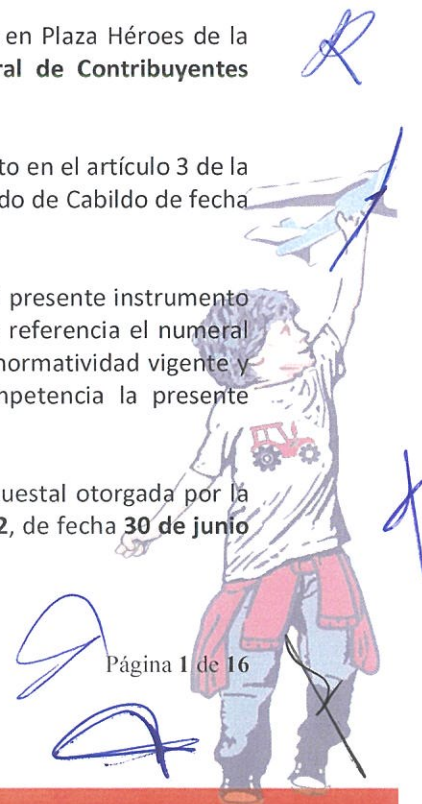 en Plaza Héroes de la
ral de Contribuyentes
to en el artículo 3 de la
do de Cabildo de fecha
presente instrumento
referencia el numeral
normatividad vigente y
mpetencia la presente
uestal otorgada por la
2, de fecha 30 de junio
Página 1 de 16